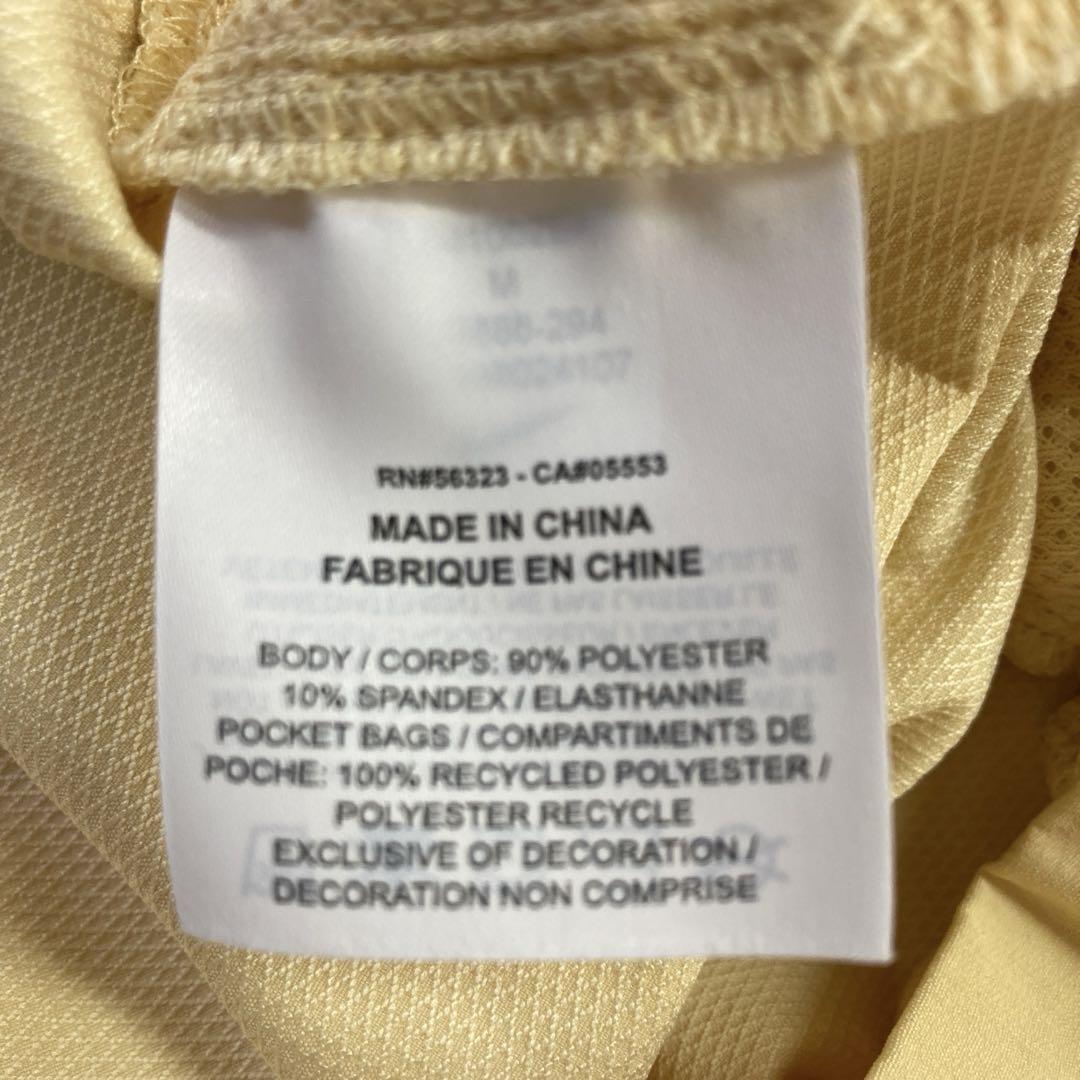 M
RN#56323 - CA#05553
MADE IN CHINA
FABRIQUE EN CHINE
BODY / CORPS: 90% POLYESTER
10% SPANDEX / ELASTHANNE
POCKET BAGS / COMPARTIMENTS DE
POCHE: 100% RECYCLED POLYESTER /
POLYESTER RECYCLE
EXCLUSIVE OF DECORATION /
DECORATION NON COMPRISE